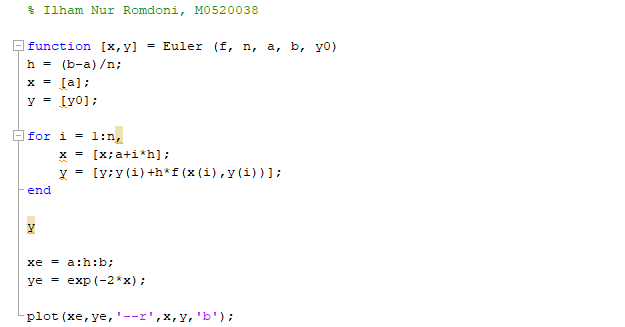 % Ilham Nur Romdoni, M0520038
function [x,y] = Euler (f, n, a, b, y0)
h = (b-a)/n;
x = [a];
y = [y0];
for i = 1:n,
x = [x;a+i*h];
y = [y;y(i)+h*f(x(i),y(i))];
end
y
xe = a:h:b;
ye = exp(-2*x);
plot(xe,ye,'--r',x,y,'b');